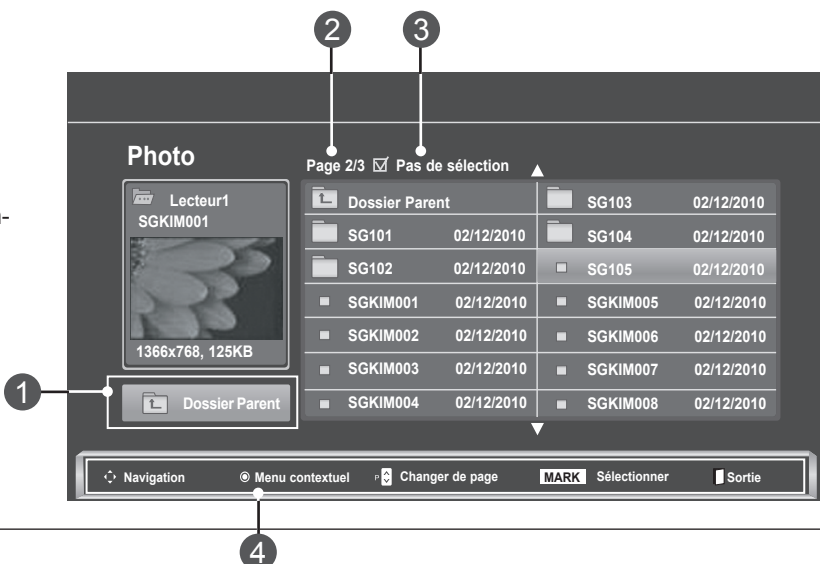 2 3
Photo
Page 2/3 Pas de sélection
Lecteur1
SGKIM001
1366x768, 125KB
Dossier Parent
Dossier Parent
SG101 02/12/2010
SG102 02/12/2010
SGKIM001 02/12/2010
SGKIM002 02/12/2010
SGKIM003 02/12/2010
SGKIM004 02/12/2010
SG103 02/12/2010
SG104 02/12/2010
SG105 02/12/2010
SGKIM005 02/12/2010
SGKIM006 02/12/2010
SGKIM007 02/12/2010
SGKIM008 02/12/2010
1
Navigation Menu contextuel P Changer de page MARK Sélectionner Sortie
4